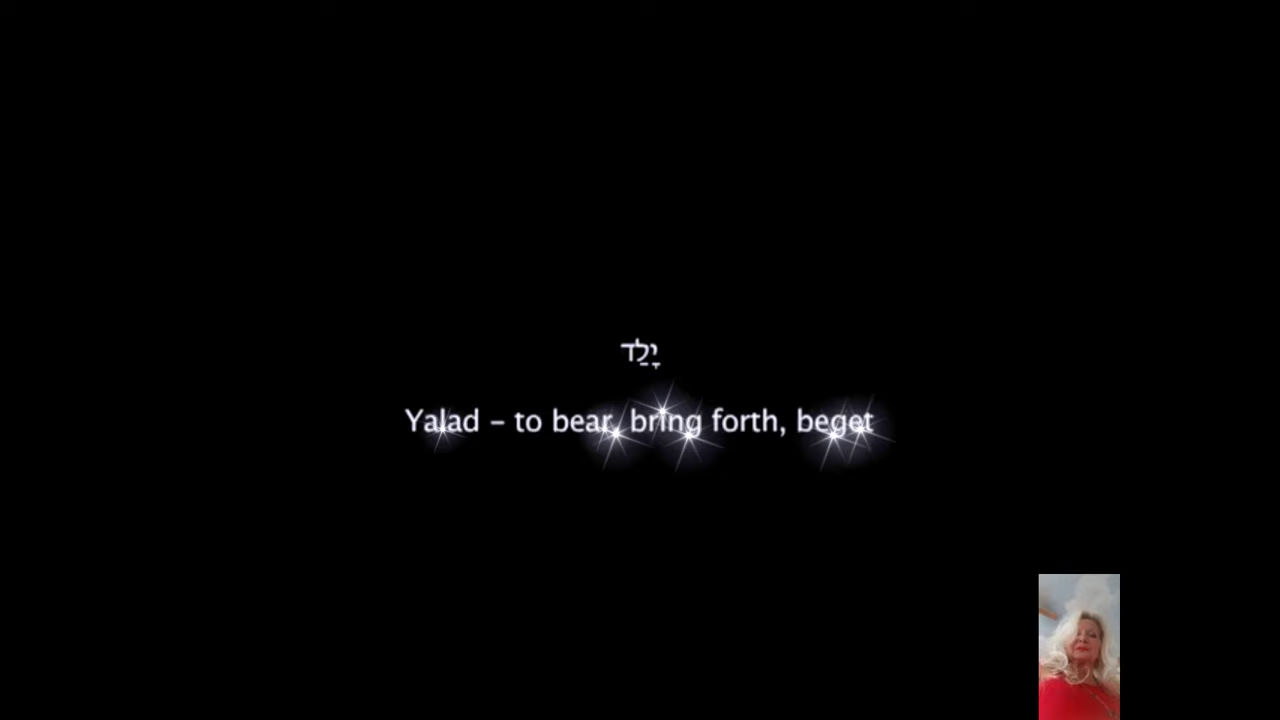 יָלַד
Yalad – to bear, bring forth, beget